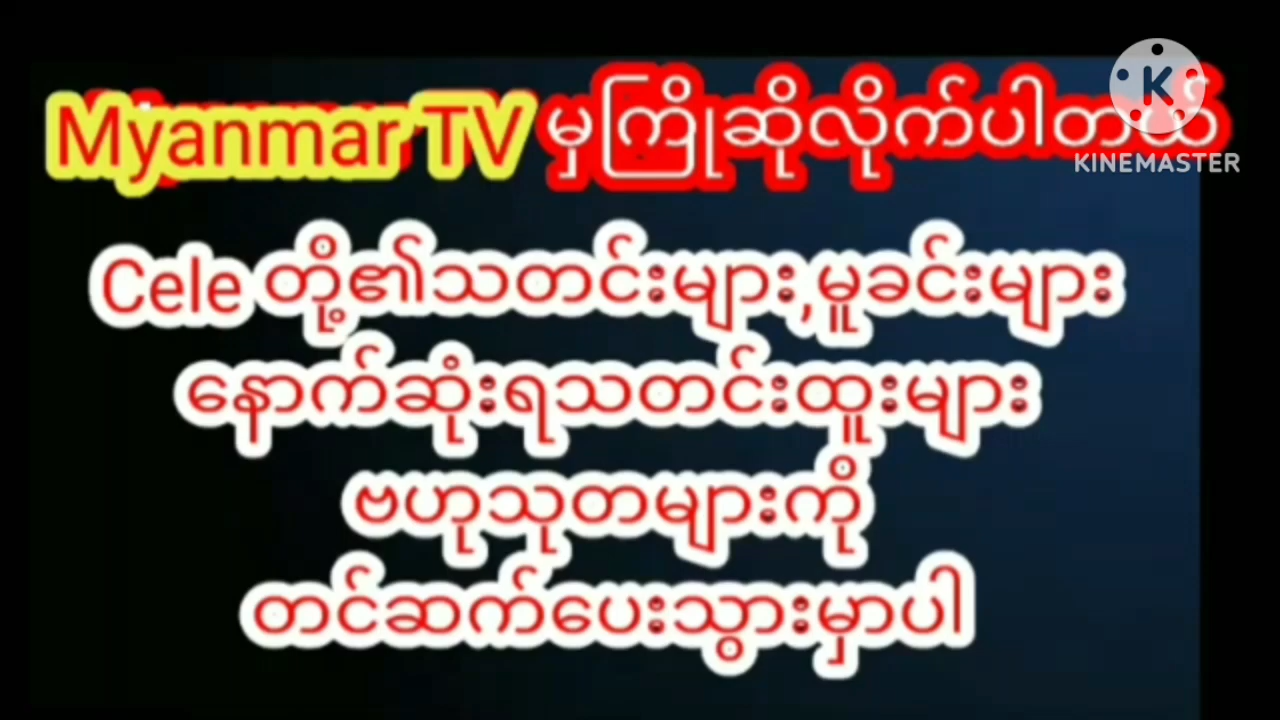 Myanmar TV မှကြိုဆိုလိုက်ပါတယ်
KINEMASTER
Cele တို့၏သတင်းများ,မူခင်းများ
နောက်ဆုံးရသတင်းထူးများ
ဗဟုသုတများကို
တင်ဆက်ပေးသွားမှာပါ